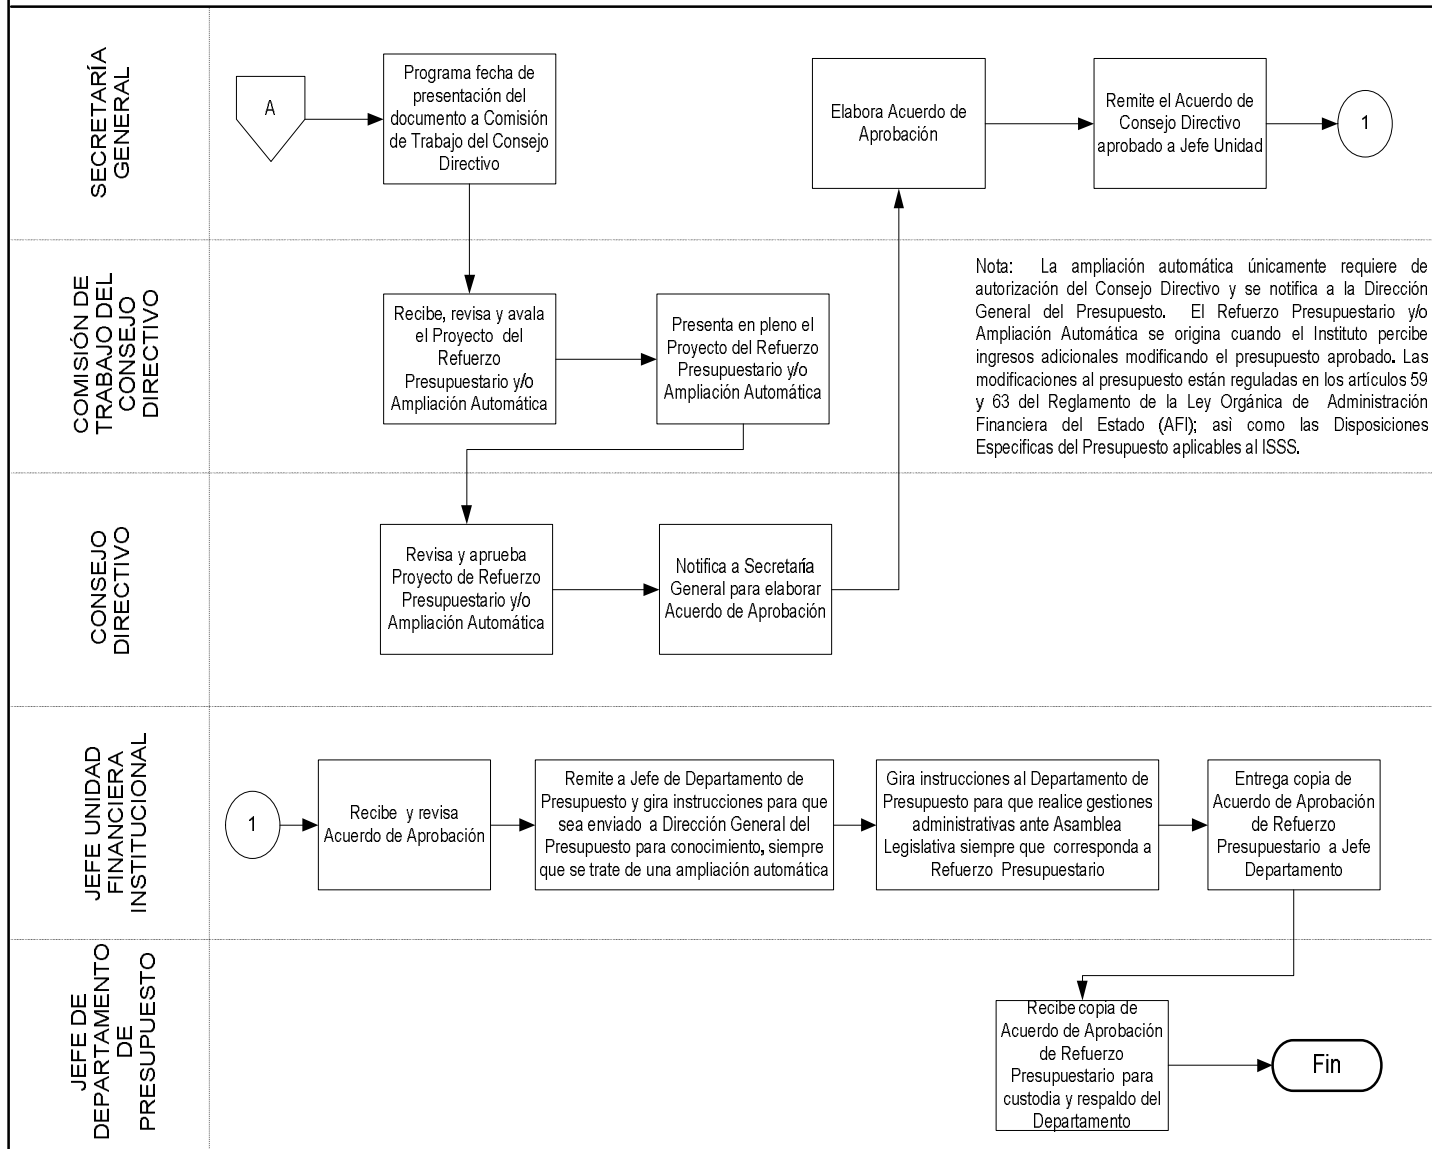 SECRETARÍA
GENERAL
A
Programa fecha de
presentación del
documento a Comisión
de Trabajo del Consejo
Directivo
Elabora Acuerdo de
Aprobación
Remite el Acuerdo de
Consejo Directivo
aprobado a Jefe Unidad
1
COMISIÓN DE
TRABAJO DEL
CONSEJO
DIRECTIVO
Recibe, revisa y avala
el Proyecto del
Refuerzo
Presupuestario y/o
Ampliación Automática
Presenta en pleno el
Proyecto del Refuerzo
Presupuestario y/o
Ampliación Automática
Nota: La ampliación automática únicamente requiere de
autorización del Consejo Directivo y se notifica a la Dirección
General del Presupuesto. El Refuerzo Presupuestario y/o
Ampliación Automática se origina cuando el Instituto percibe
ingresos adicionales modificando el presupuesto aprobado. Las
modificaciones al presupuesto están reguladas en los artículos 59
y 63 del Reglamento de la Ley Orgánica de Administración
Financiera del Estado (AFI); asì como las Disposiciones
Especificas del Presupuesto aplicables al ISSS.
CONSEJO
DIRECTIVO
Revisa y aprueba
Proyecto de Refuerzo
Presupuestario y/o
Ampliación Automática
Notifica a Secretaría
General para elaborar
Acuerdo de Aprobación
JEFE UNIDAD
FINANCIERA
INSTITUCIONAL
1
Recibe y revisa
Acuerdo de Aprobación
Remite a Jefe de Departamento de
Presupuesto y gira instrucciones para que
sea enviado a Dirección General del
Presupuesto para conocimiento, siempre
que se trate de una ampliación automática
Gira instrucciones al Departamento de
Presupuesto para que realice gestiones
administrativas ante Asamblea
Legislativa siempre que corresponda a
Refuerzo Presupuestario
Entrega copia de
Acuerdo de Aprobación
de Refuerzo
Presupuestario a Jefe
Departamento
JEFE DE
DEPARTAMENTO
DE
PRESUPUESTO
Recibe copia de
Acuerdo de Aprobación
de Refuerzo
Presupuestario para
custodia y respaldo del
Departamento
Fin